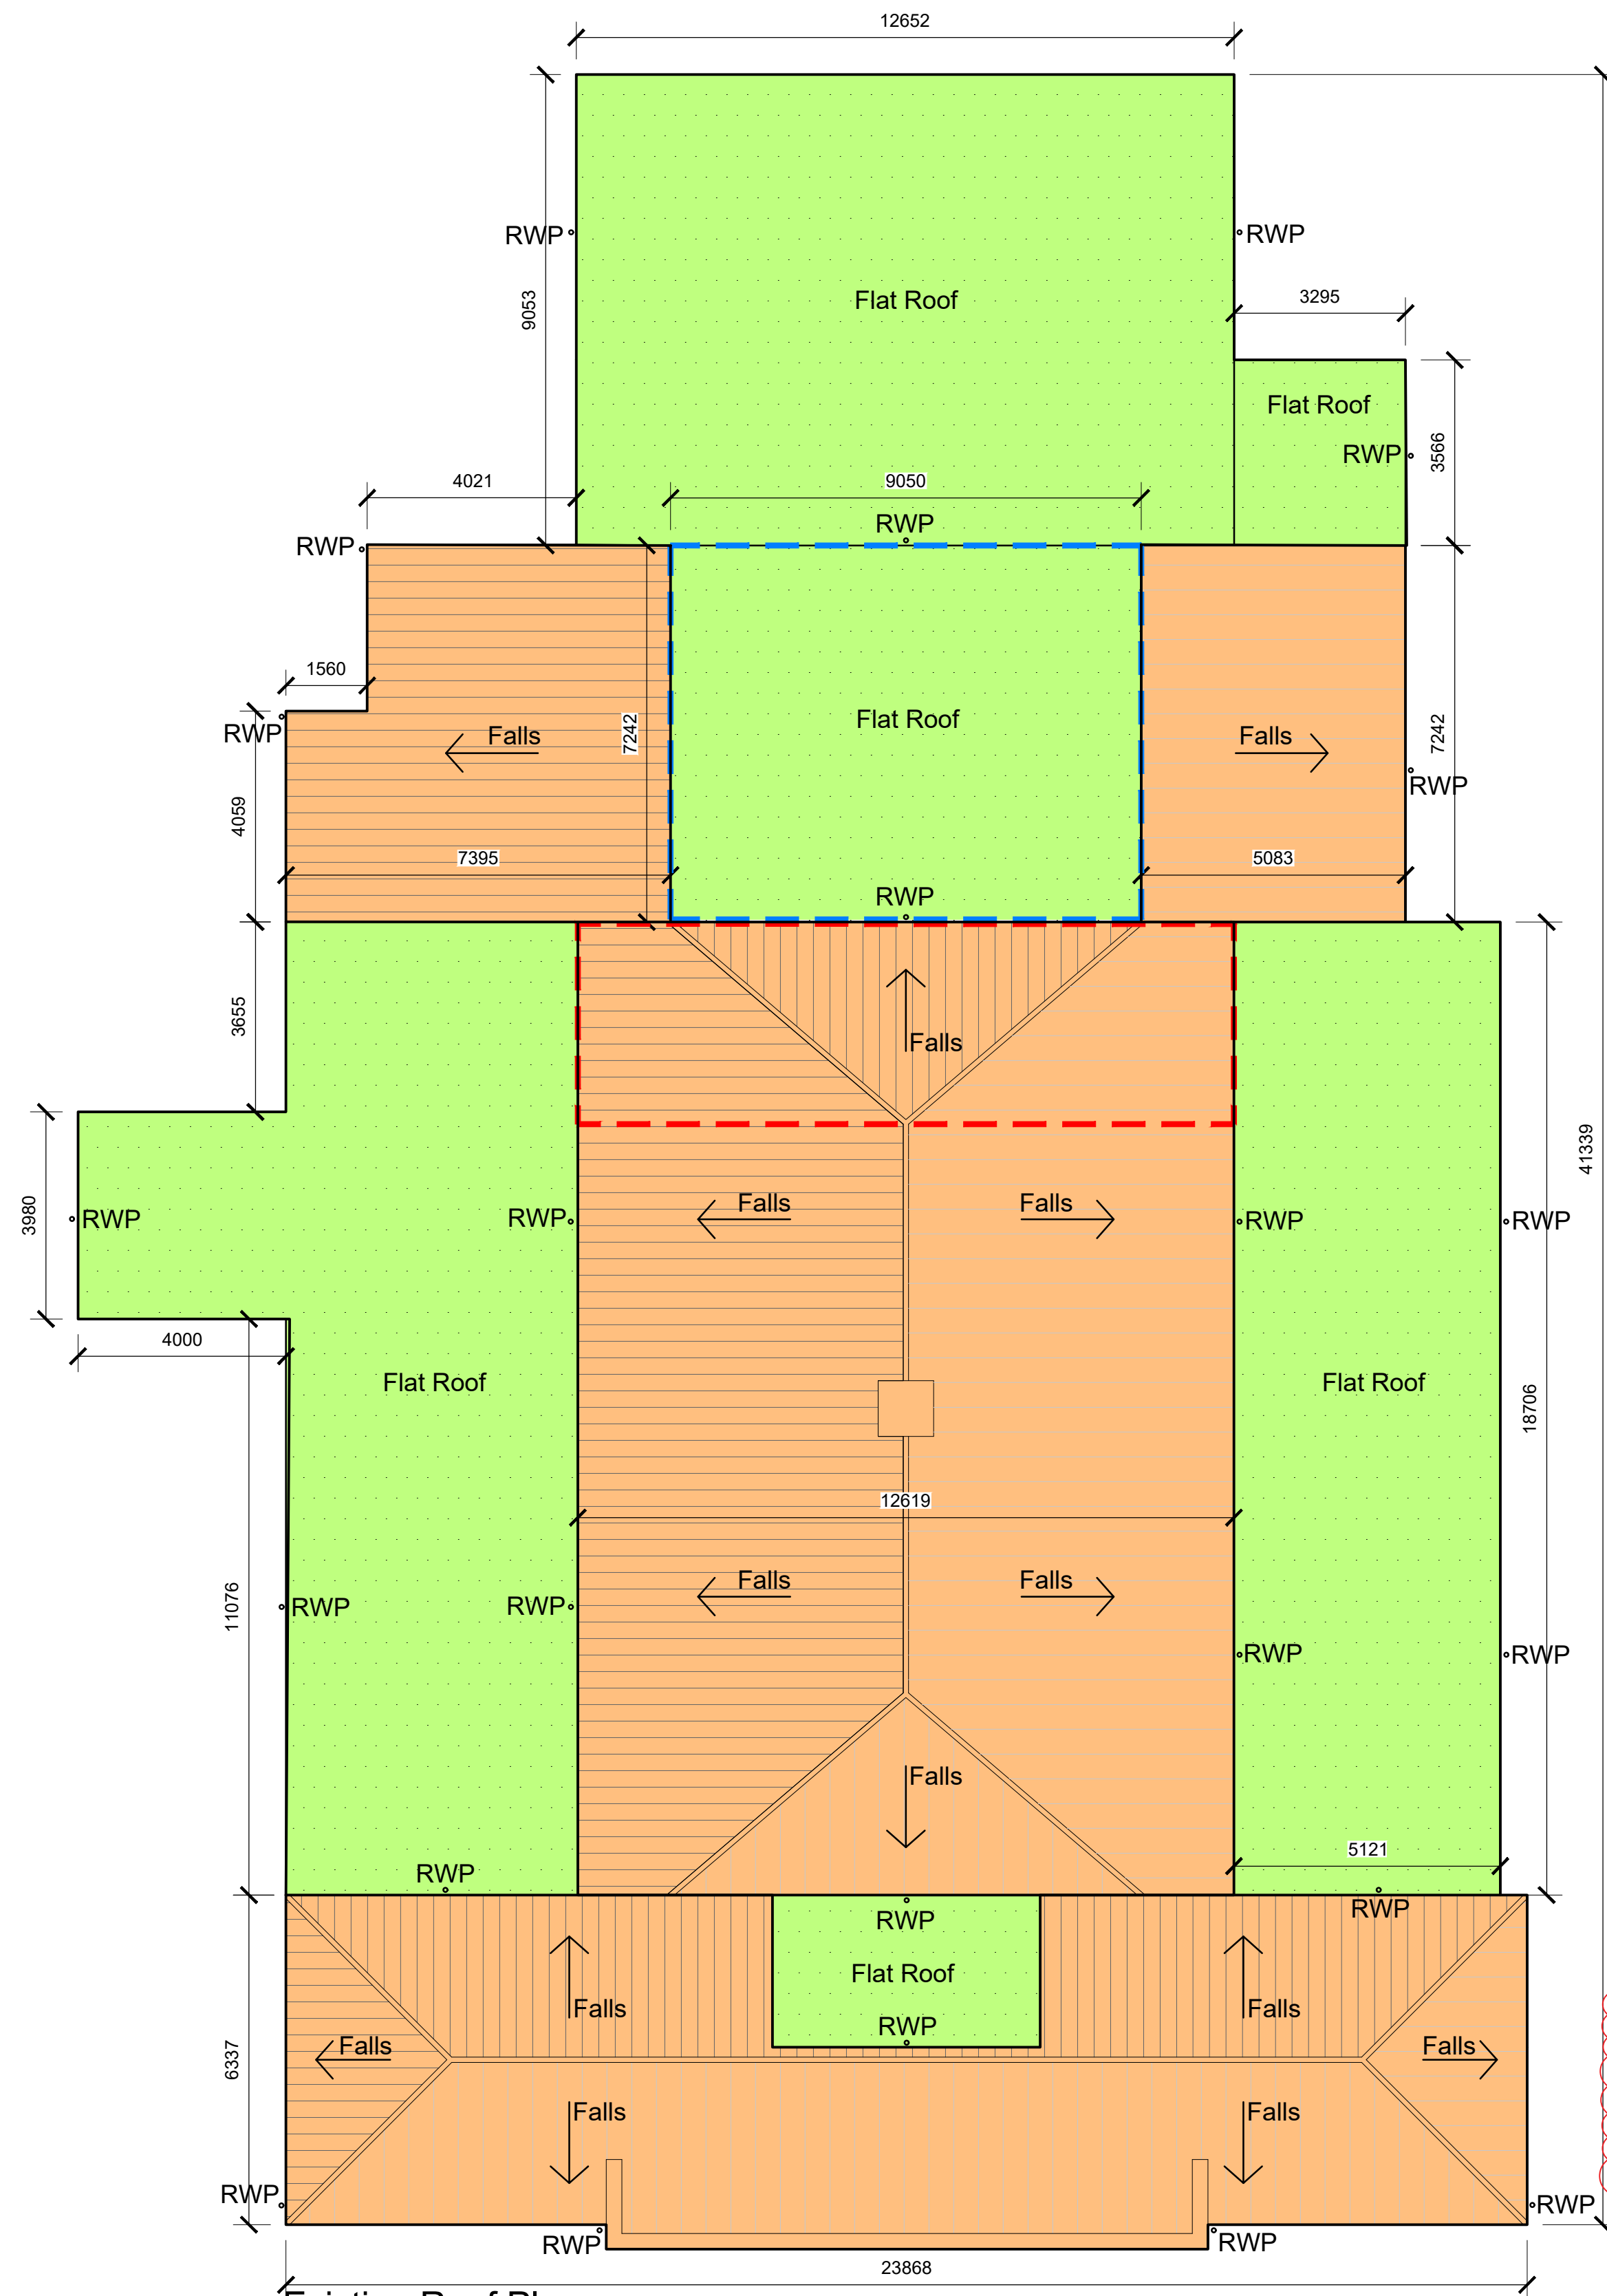 12652
RWP
RWP
9053
Flat Roof
3295
Flat Roof
RWP
3566
4021
9050
RWP
RWP
1560
RWP
Falls
7242
Flat Roof
Falls
7242
RWP
4059
7395
5083
RWP
3655
Falls
41339
3980
RWP
RWP
Falls
Falls
RWP
RWP
4000
Flat Roof
Flat Roof
18706
12619
11076
RWP
RWP
Falls
Falls
RWP
RWP
Falls
5121
RWP
RWP
RWP
Flat Roof
Falls
Falls
RWP
6337
Falls
Falls
Falls
Falls
RWP
RWP
RWP
RWP
23868